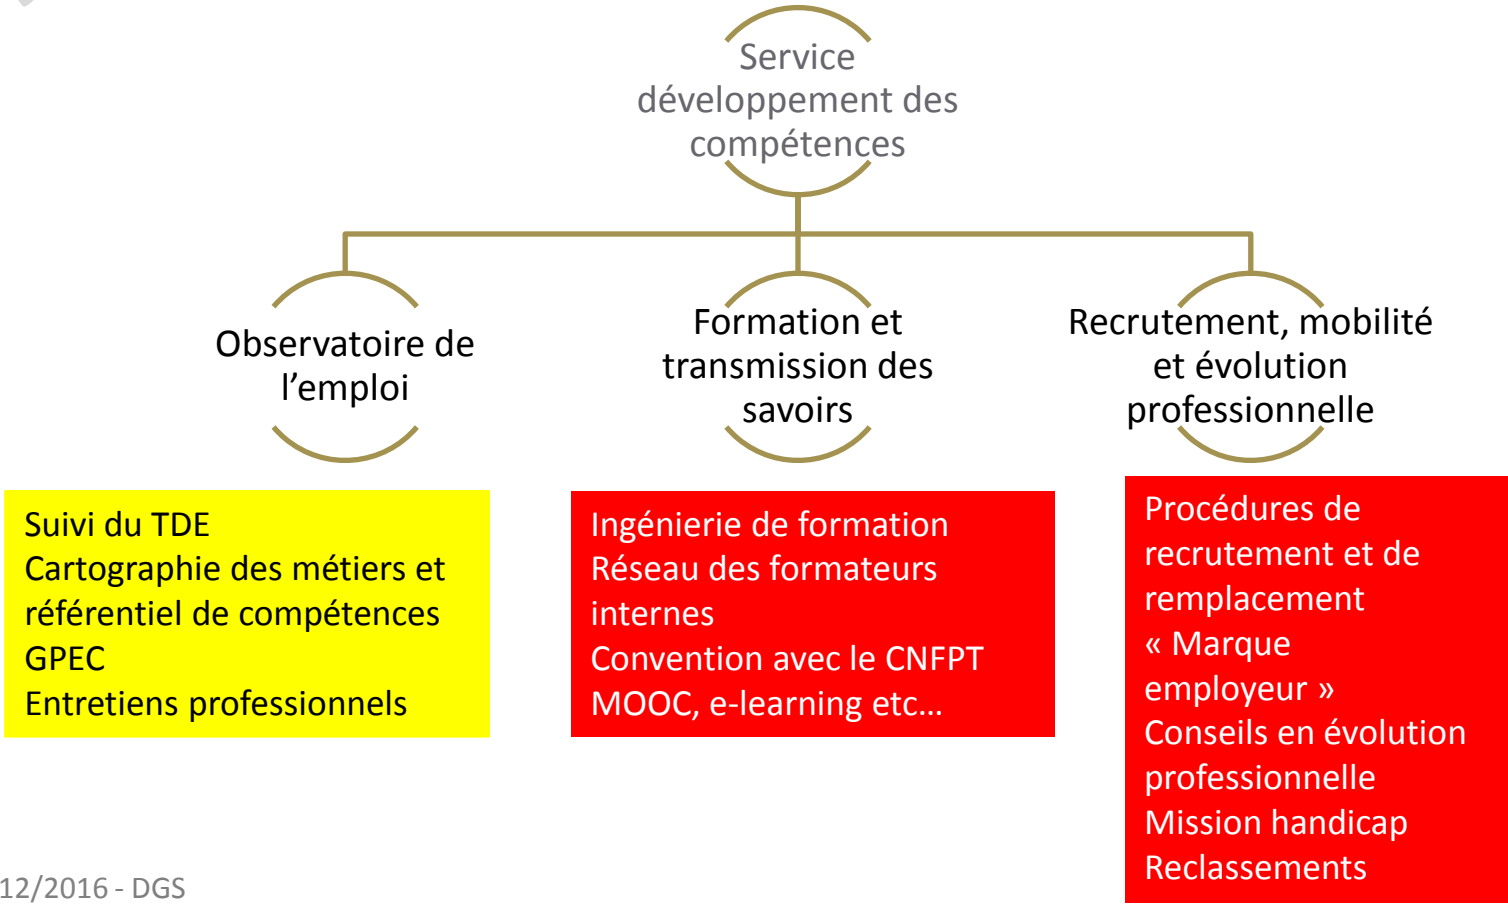 Service
développement des
compétences
Observatoire de
l’emploi
Formation et
transmission des
savoirs
Recrutement, mobilité
et évolution
professionnelle
Suivi du TDE
Cartographie des métiers et
référentiel de compétences
GPEC
Entretiens professionnels
Ingénierie de formation
Réseau des formateurs
internes
Convention avec le CNFPT
MOOC, e-learning etc…
Procédures de
recrutement et de
remplacement
« Marque
employeur »
Conseils en évolution
professionnelle
Mission handicap
Reclassements
12/2016 - DGS